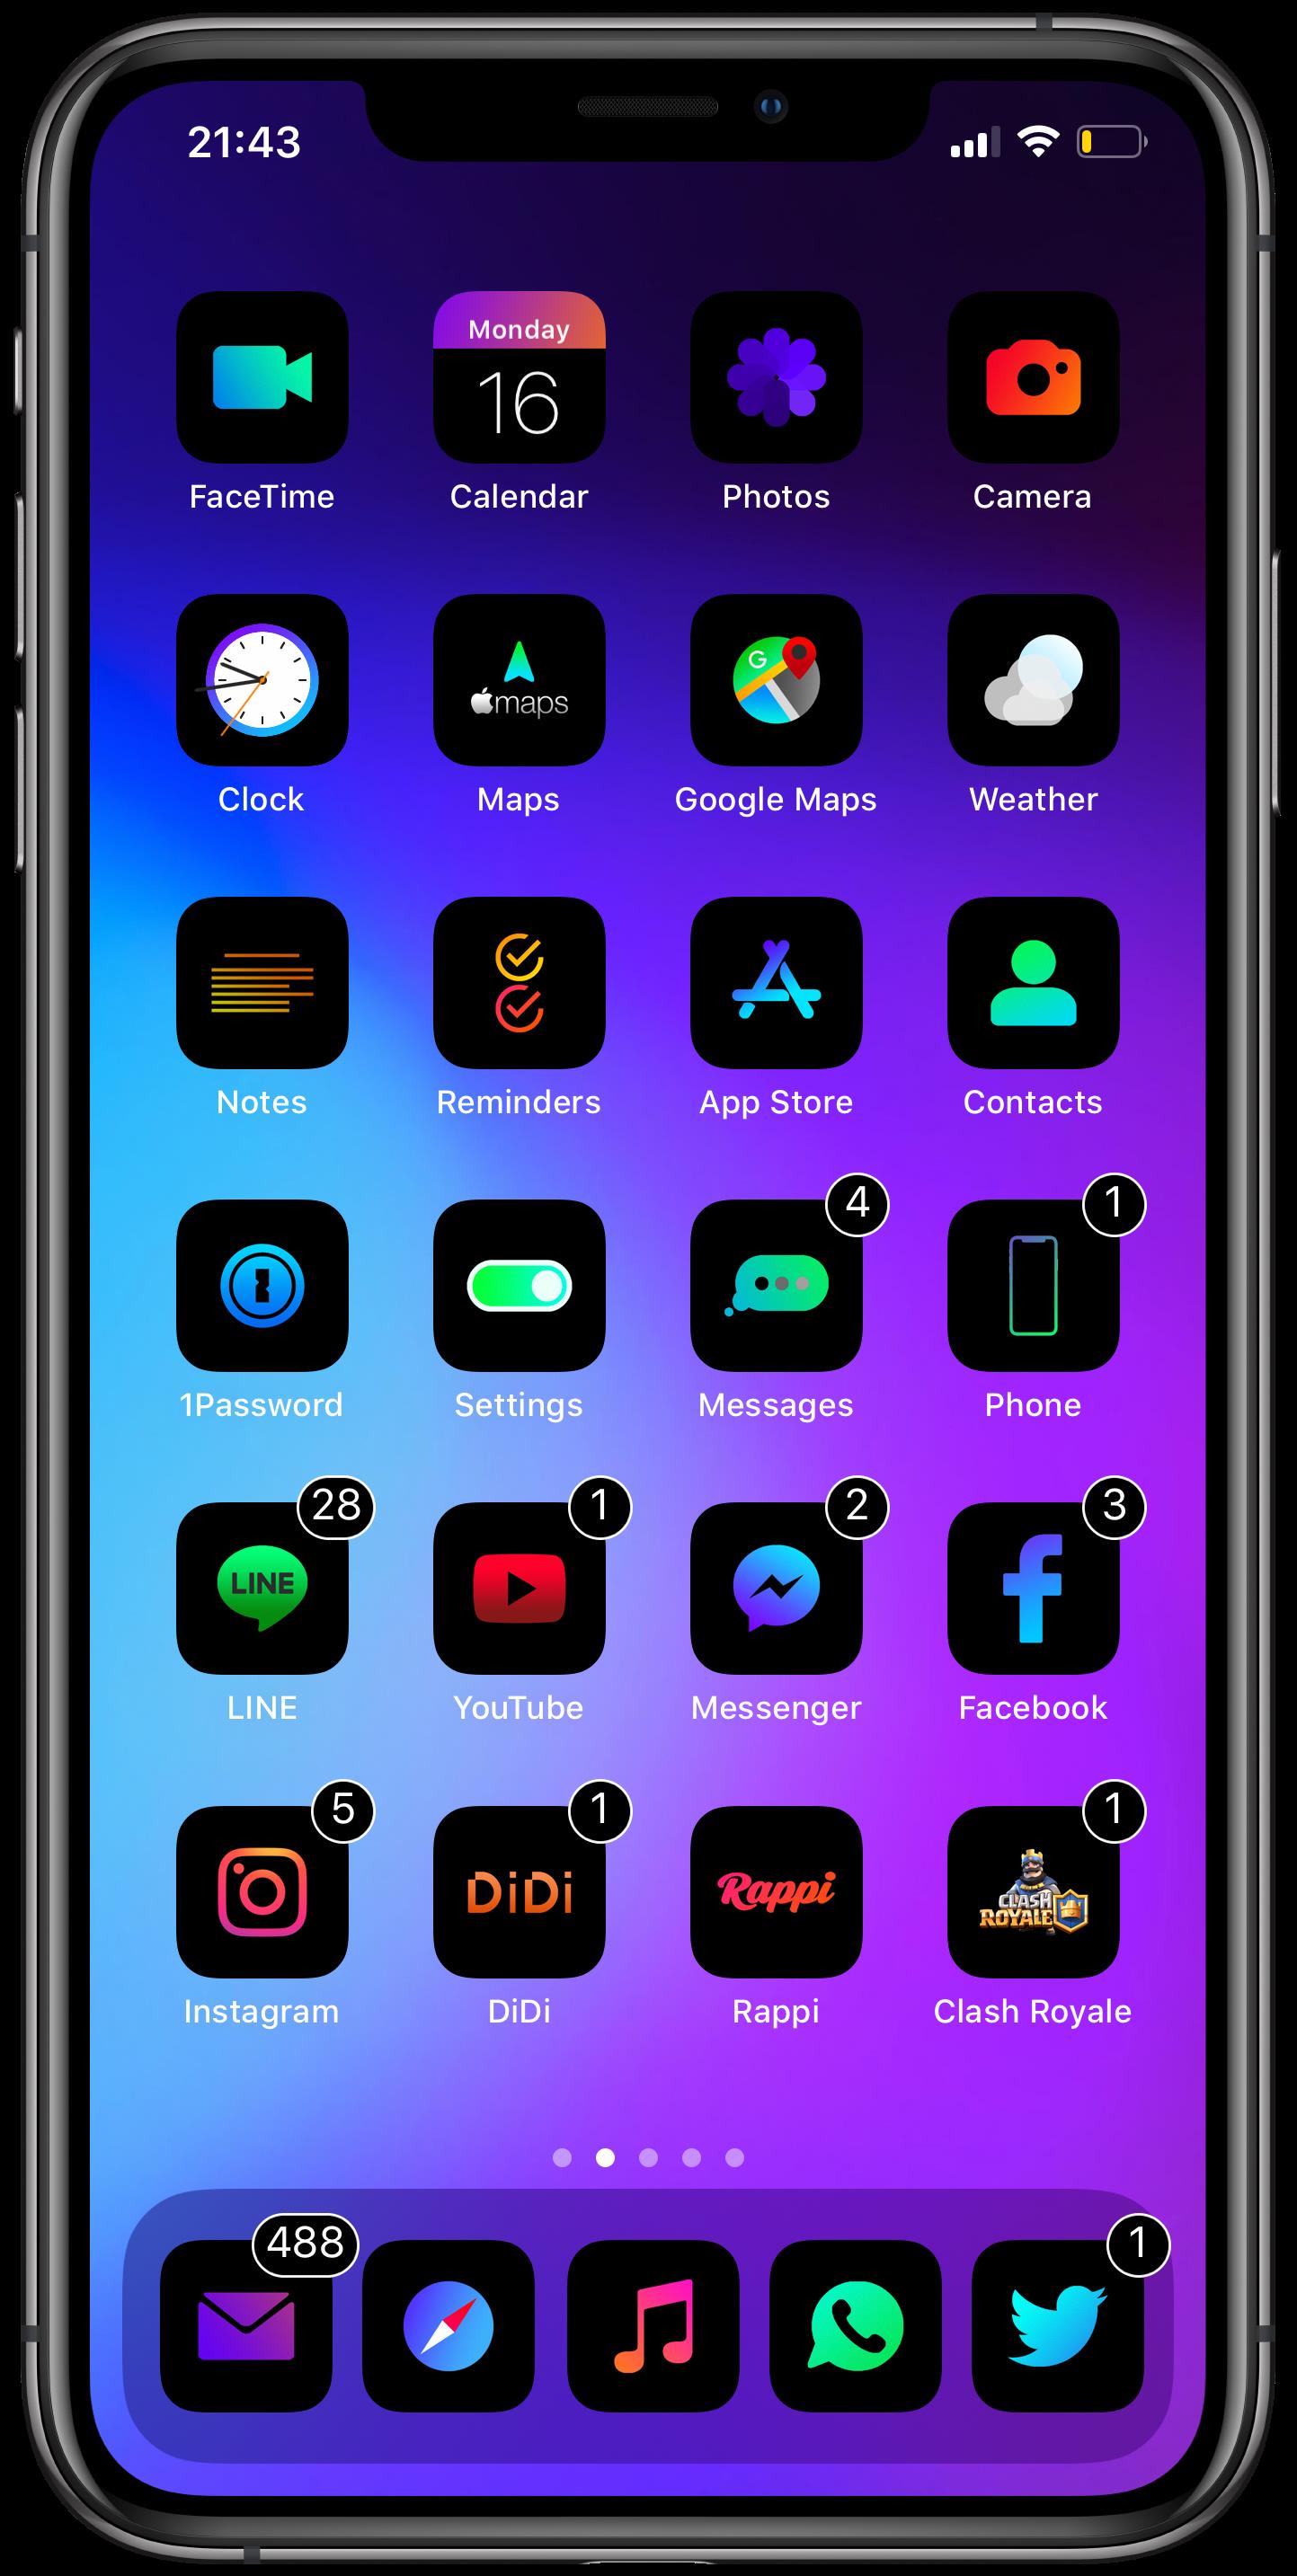 21:43
Monday
16
FaceTime
Calendar
Photos
Camera
maps
G
Clock
Maps
Google Maps
Weather
Notes
Reminders
App Store
Contacts
4
1
1Password
Settings
Messages
Phone
28
1
2
3
LINE
LINE
YouTube
Messenger
Facebook
5
1
1
DiDi
Rappi
CLASH
ROYALE
Instagram
DiDi
Rappi
Clash Royale
488
1